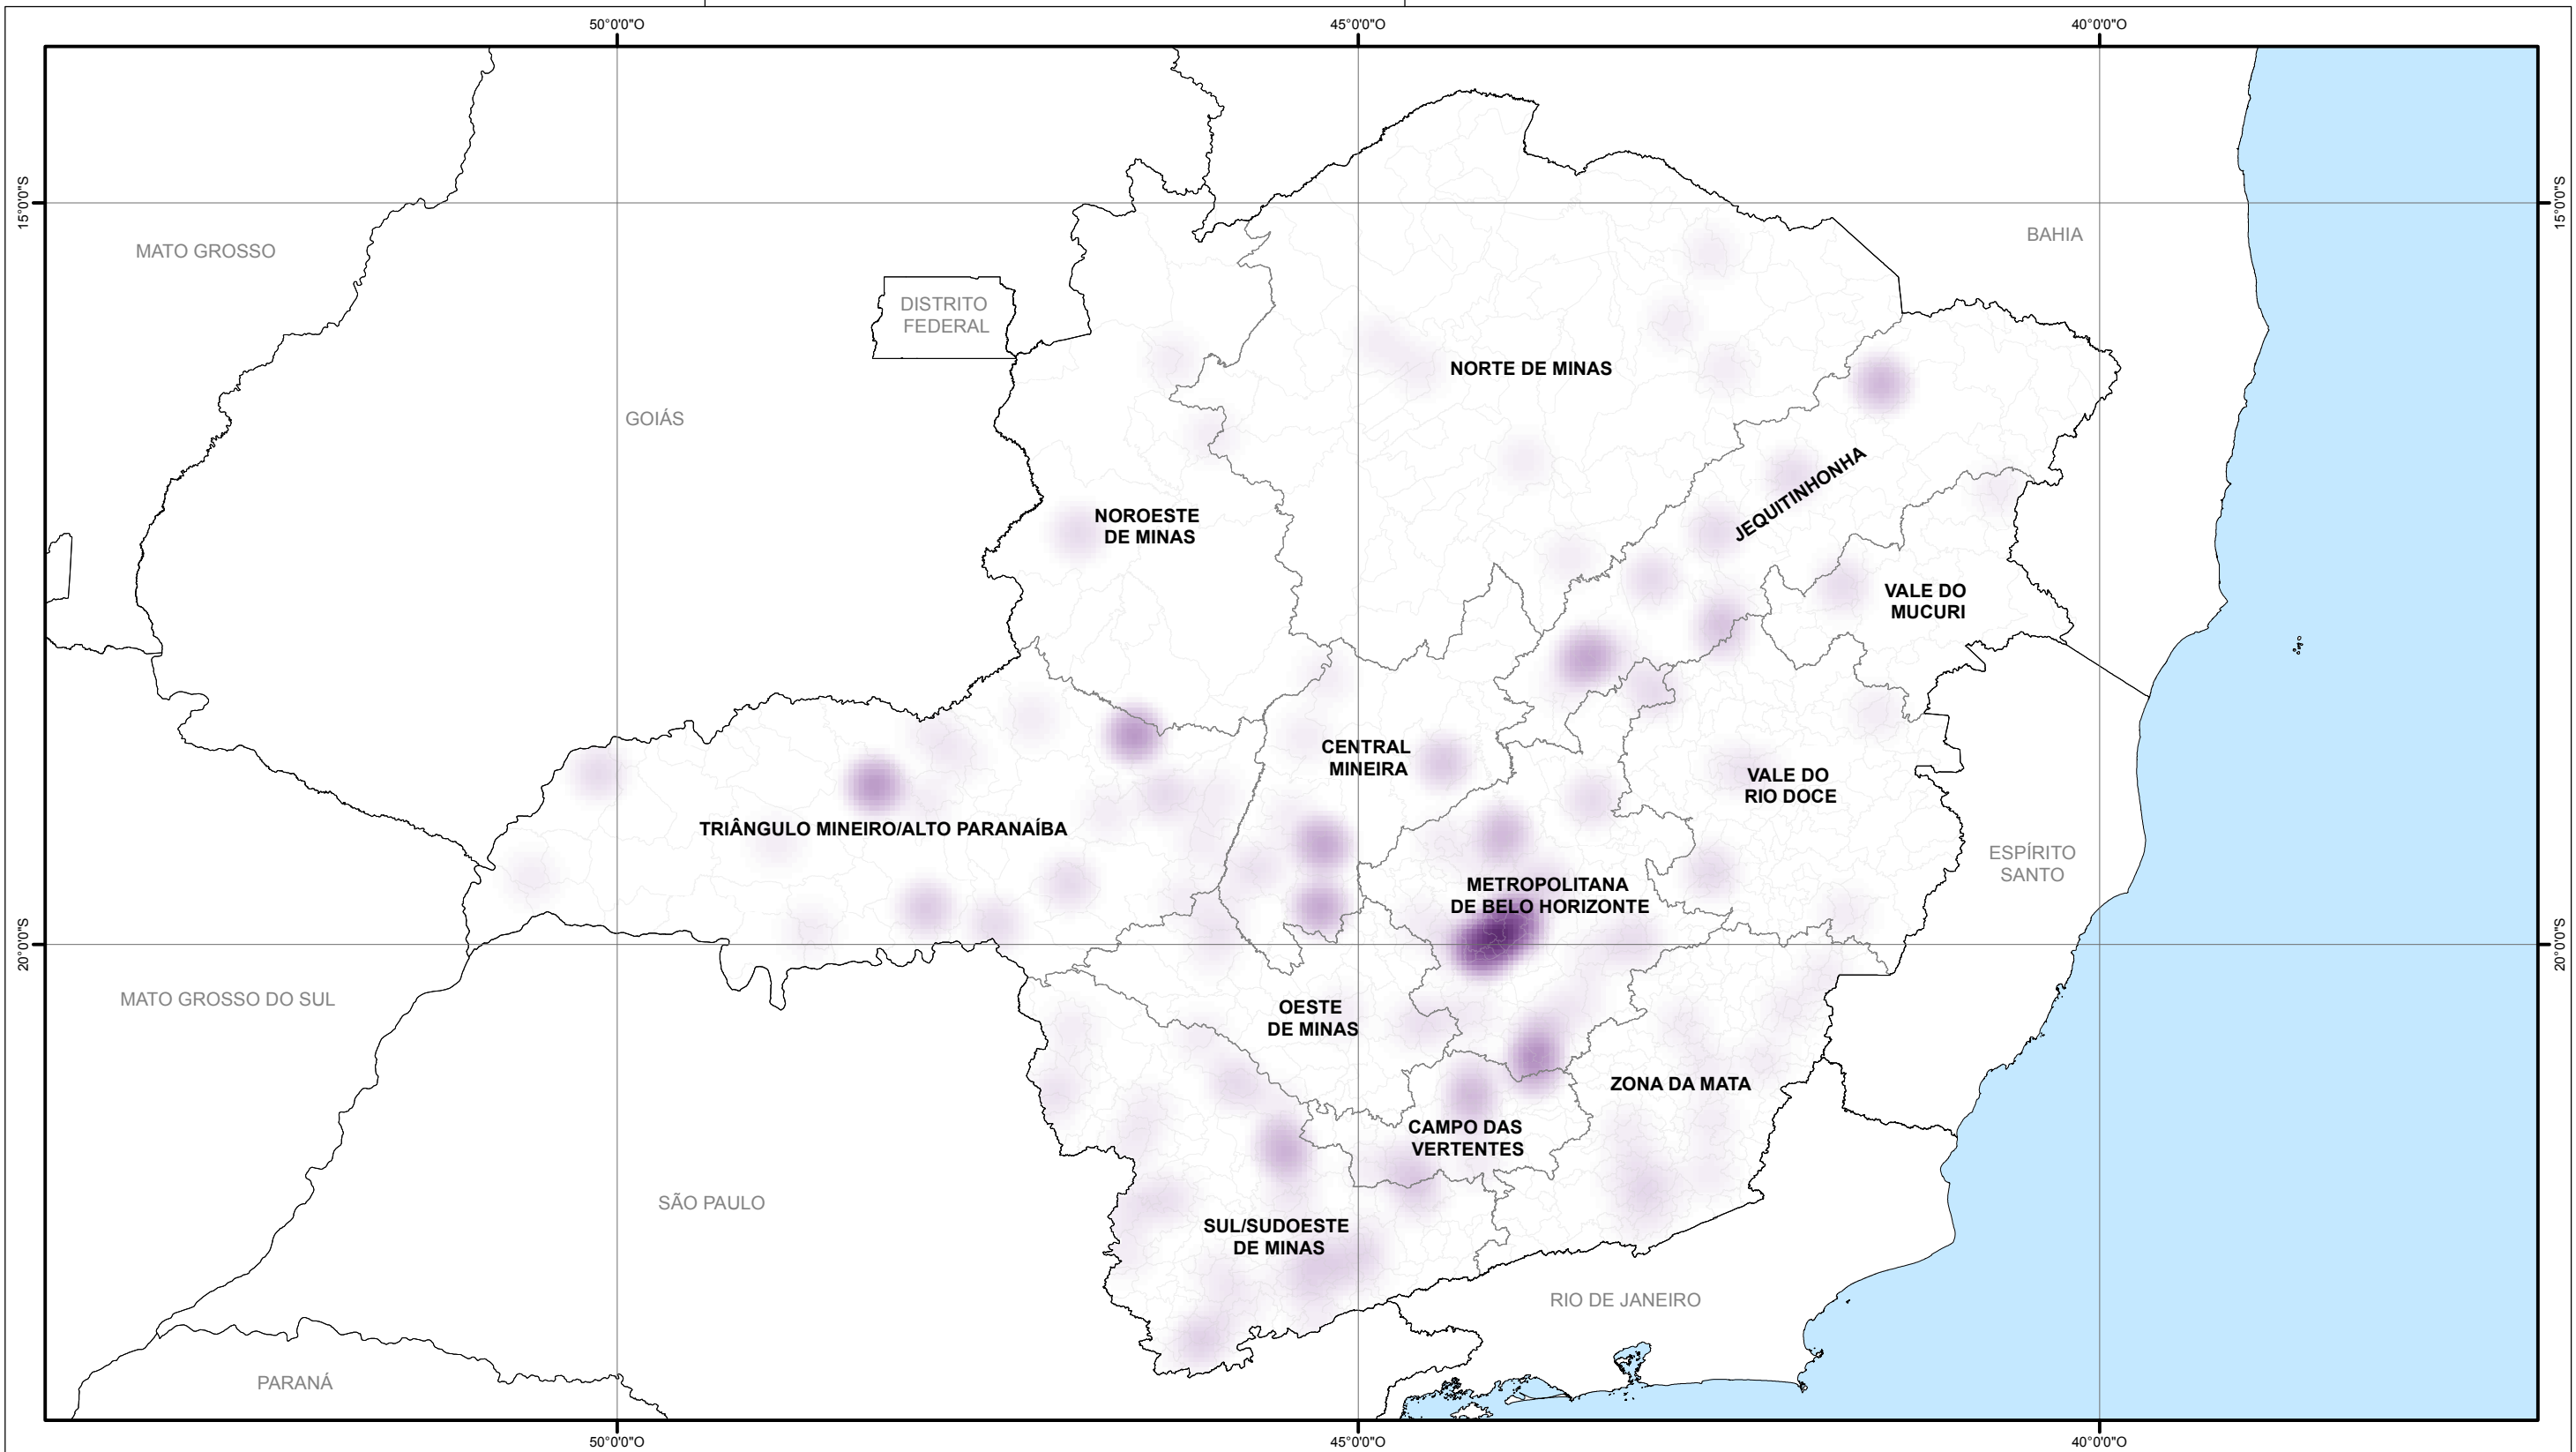 50°0'0"O
45°0'0"O
40°0'0"O
15°0'0"S
15°0'0"S
MATO GROSSO
BAHIA
DISTRITO
FEDERAL
NORTE DE MINAS
GOIÁS
JEQUITINHONHA
NOROESTE
DE MINAS
VALE DO
MUCURI
CENTRAL
MINEIRA
VALE DO
RIO DOCE
TRIÂNGULO MINEIRO/ALTO PARANAÍBA
ESPÍRITO
SANTO
METROPOLITANA
DE BELO HORIZONTE
20°0'0"S
20°0'0"S
MATO GROSSO DO SUL
OESTE
DE MINAS
ZONA DA MATA
CAMPO DAS
VERTENTES
SÃO PAULO
SUL/SUDOESTE
DE MINAS
RIO DE JANEIRO
PARANÁ
50°0'0"O
45°0'0"O
40°0'0"O